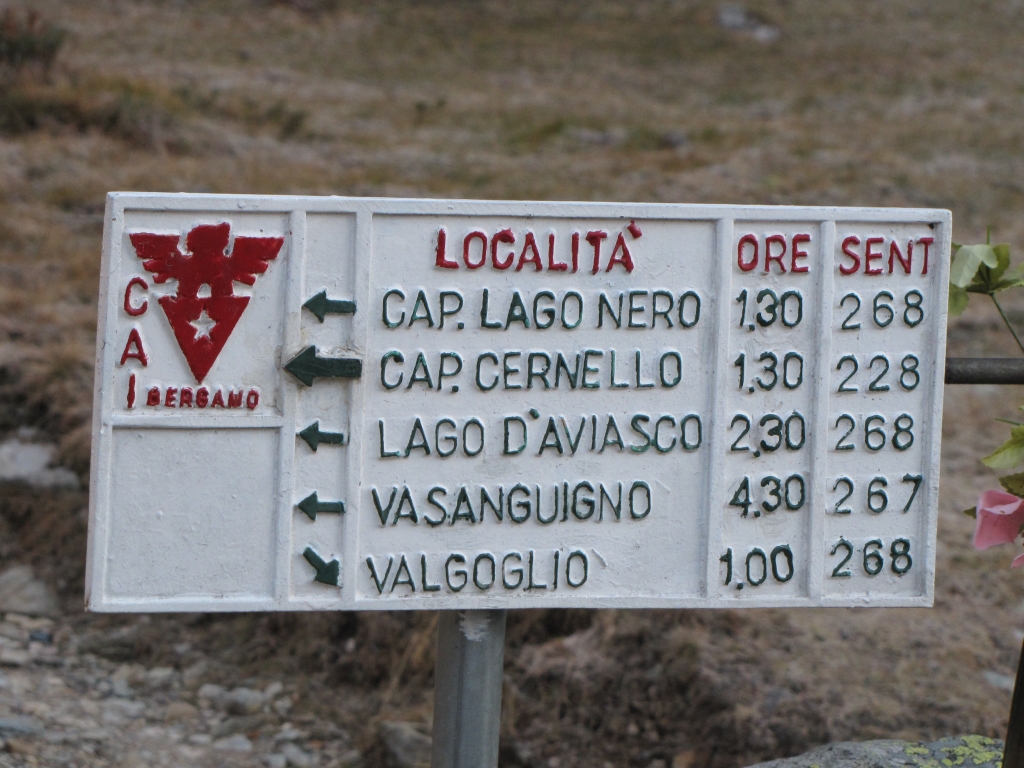 LOCALITÀ ORE SENT
CAP. LAGO NERO 1.30 268
CAP. CERNELLO 1.30 228
LAGO D'AVIASCO 2.30 268
VASANGUIGNO 4.30 267
VALGOGLIO 1.00 268
CAI
BERGAMO